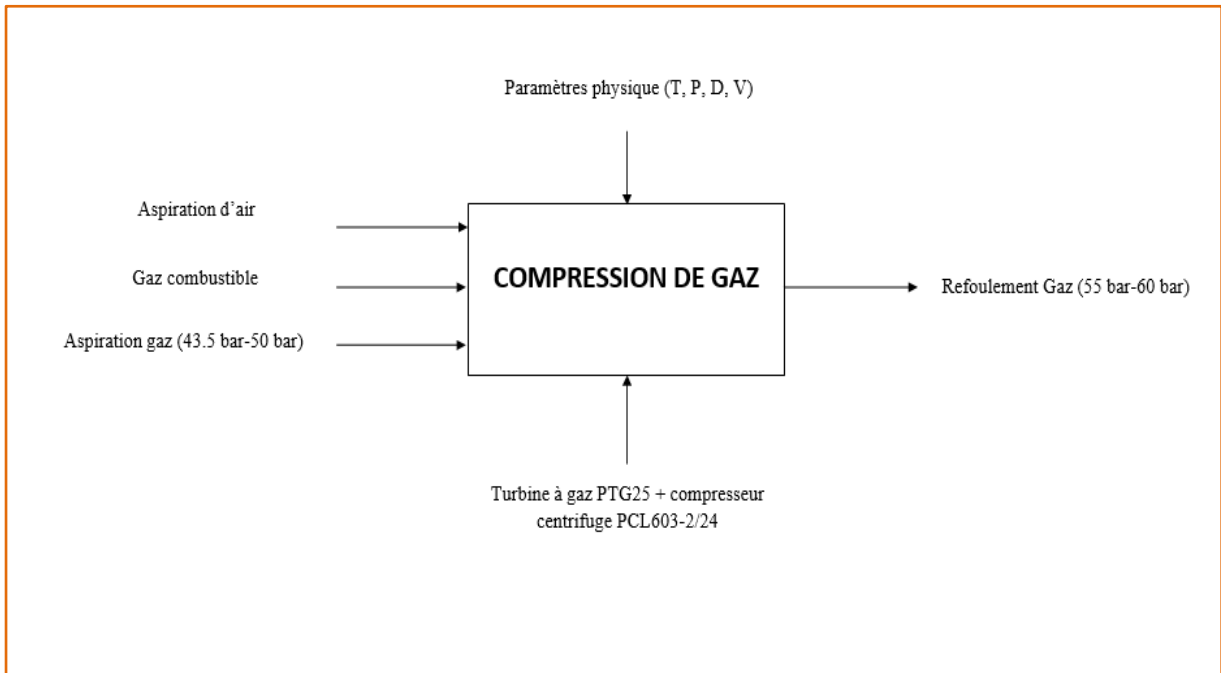 Paramètres physique (T, P, D, V)
Aspiration d’air
Gaz combustible
Aspiration gaz (43.5 bar-50 bar)
COMPRESSION DE GAZ
Refoulement Gaz (55 bar-60 bar)
Turbine à gaz PTG25 + compresseur
centrifuge PCL603-2/24